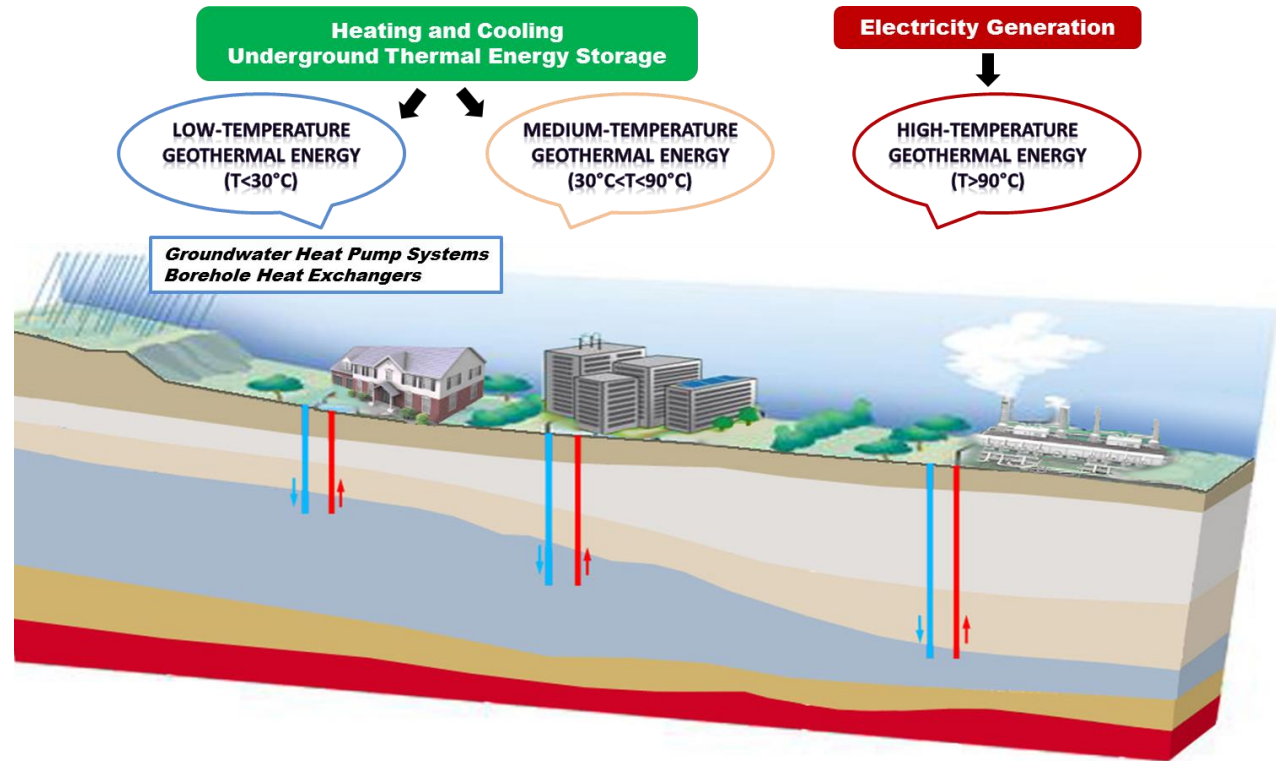 Heating and Cooling
Underground Thermal Energy Storage
Electricity Generation
LOW-TEMPERATURE
GEOTHERMAL ENERGY
(T<30°C)
MEDIUM-TEMPERATURE
GEOTHERMAL ENERGY
(30°C<T<90°C)
HIGH-TEMPERATURE
GEOTHERMAL ENERGY
(T>90°C)
Groundwater Heat Pump Systems
Borehole Heat Exchangers